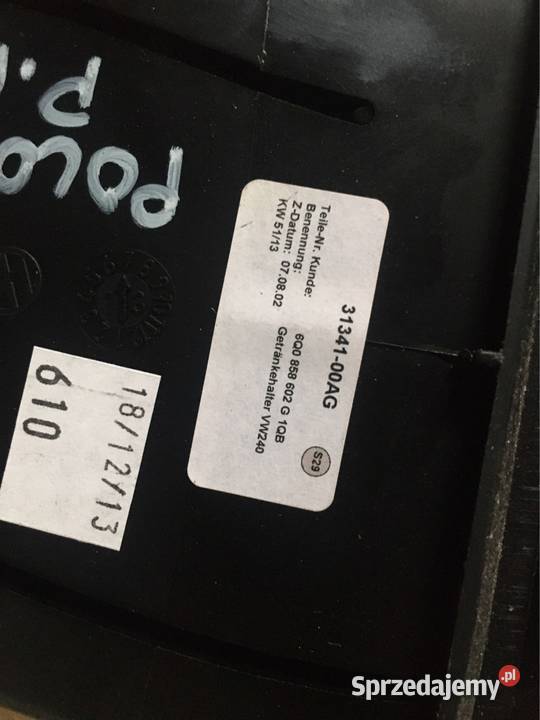 31341-00AG
Teile-Nr. Kunde: 6Q0 858 602 G 1QB
Benennung: Getränkehalter VW240
Z-Datum: 07.08.02
KW 51/13
S29
18/12/13
610
POLO
Sprzedajemy.pl